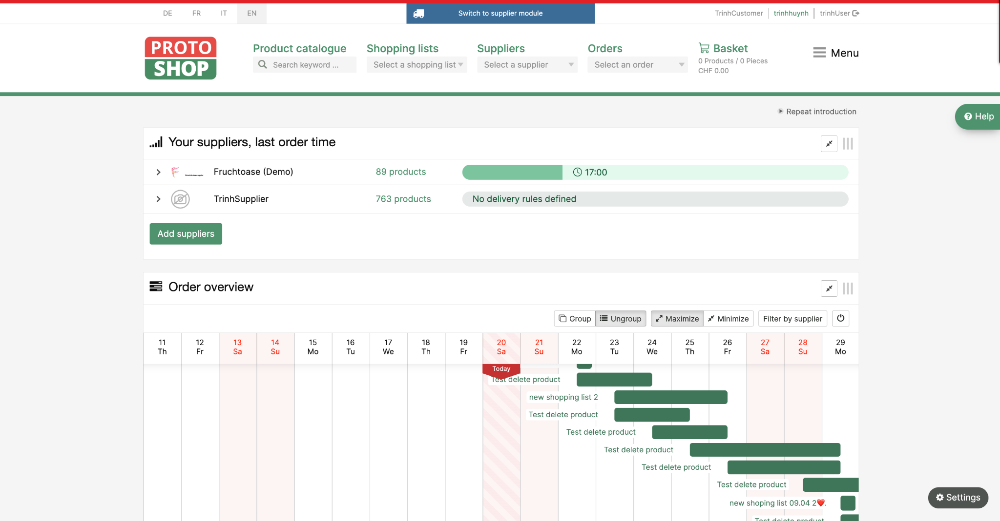 DE FR IT EN
Switch to supplier module
TrinhCustomer trinhhuynh trinhUser
PROTO
SHOP
Product catalogue
Search keyword ...
Shopping lists
Select a shopping list
Suppliers
Select a supplier
Orders
Select an order
Basket
0 Products / 0 Pieces
CHF 0.00
Menu
Repeat introduction
Help
Your suppliers, last order time
Fruchtoase (Demo) 89 products 17:00
TrinhSupplier 763 products No delivery rules defined
Add suppliers
Order overview
Group Ungroup Maximize Minimize Filter by supplier
11 12 13 14 15 16 17 18 19 20 21 22 23 24 25 26 27 28 29
Th Fr Sa Su Mo Tu We Th Fr Sa Su Mo Tu We Th Fr Sa Su Mo
Today
Test delete product
new shopping list 2
Test delete product
Test delete product
Test delete product
Test delete product
Test delete product
new shoping list 09.04 2❤️.
Test delete product
Settings